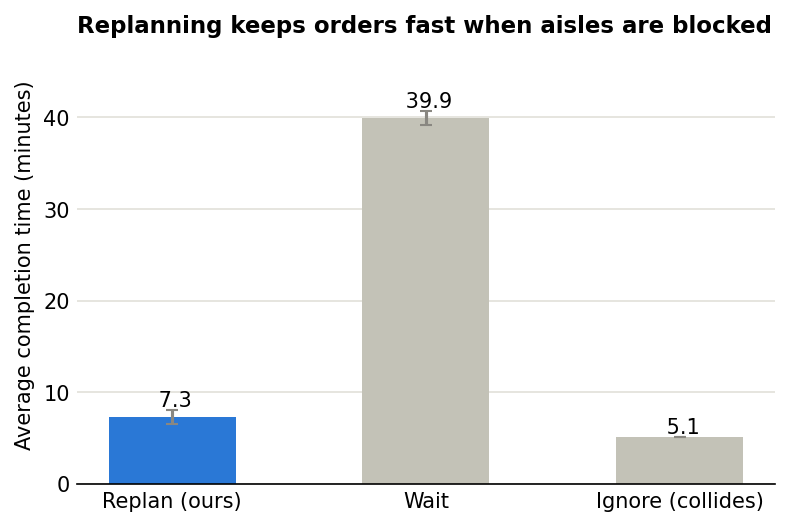 Replanning keeps orders fast when aisles are blocked
Average completion time (minutes)
40
30
20
10
0
7.3
39.9
5.1
Replan (ours)
Wait
Ignore (collides)